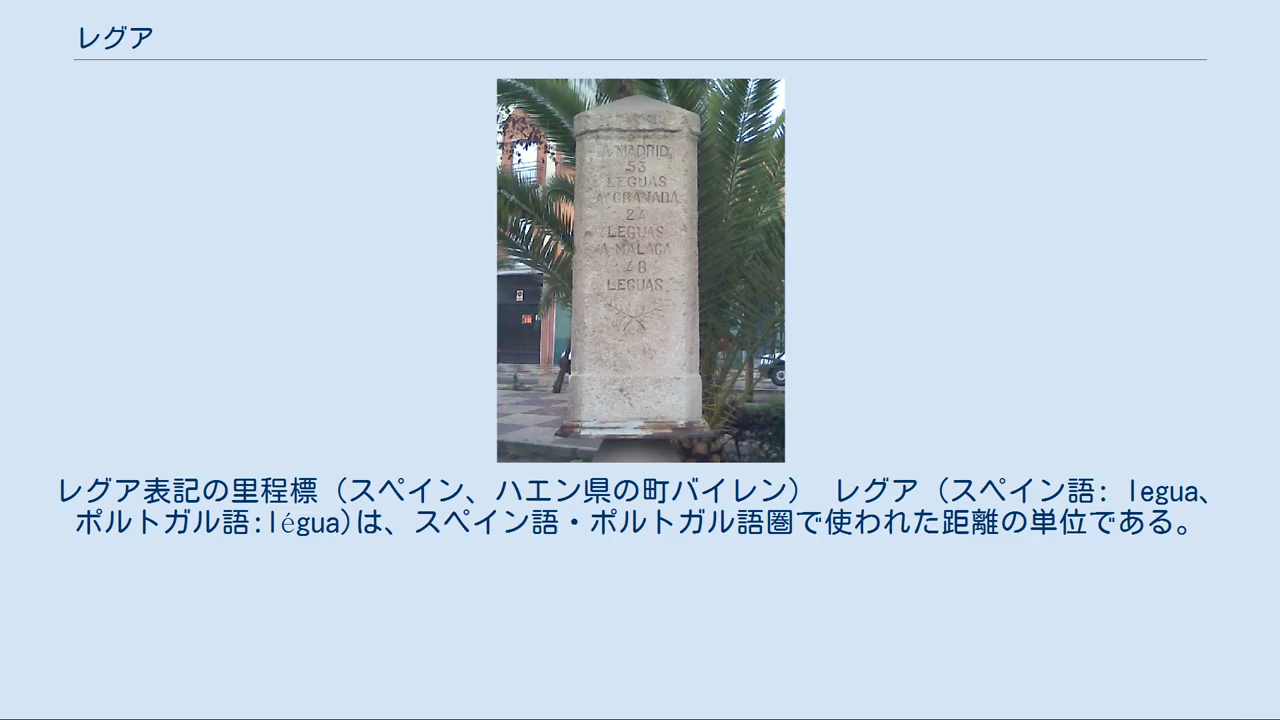 レグア
A MADRID
53
LEGUAS
A GRANADA
24
LEGUAS
A MALAGA
48
LEGUAS
レグア表記の里程標（スペイン、ハエン県の町バイレン） レグア（スペイン語: legua、
ポルトガル語:légua)は、スペイン語・ポルトガル語圏で使われた距離の単位である。